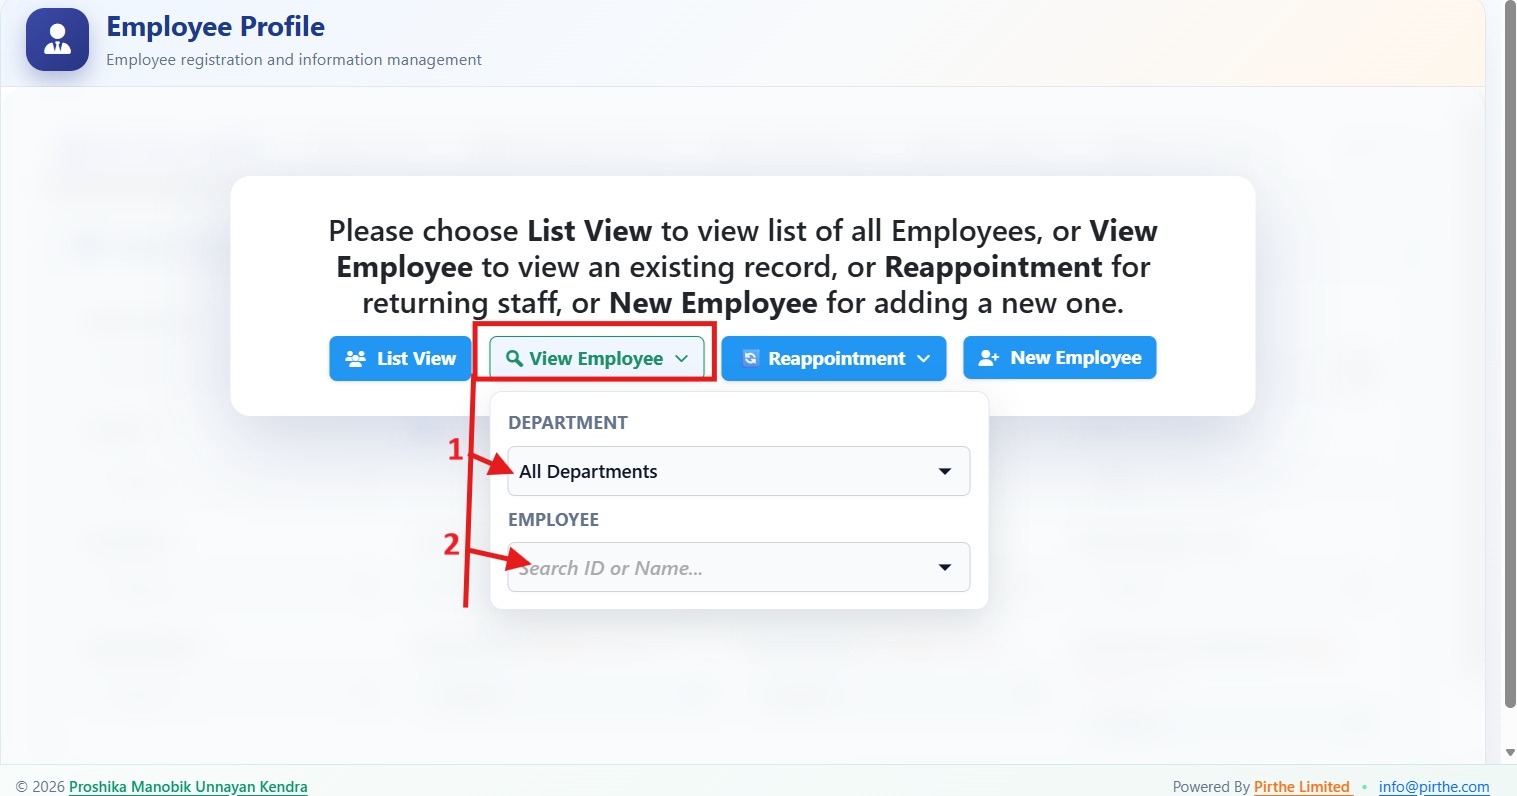 Employee Profile
Employee registration and information management
Please choose List View to view list of all Employees, or View
Employee to view an existing record, or Reappointment for
returning staff, or New Employee for adding a new one.
List View
View Employee
Reappointment
New Employee
DEPARTMENT
1
All Departments
EMPLOYEE
2
Search ID or Name...
© 2026 Proshika Manobik Unnayan Kendra
Powered By Pirthe Limited • info@pirthe.com